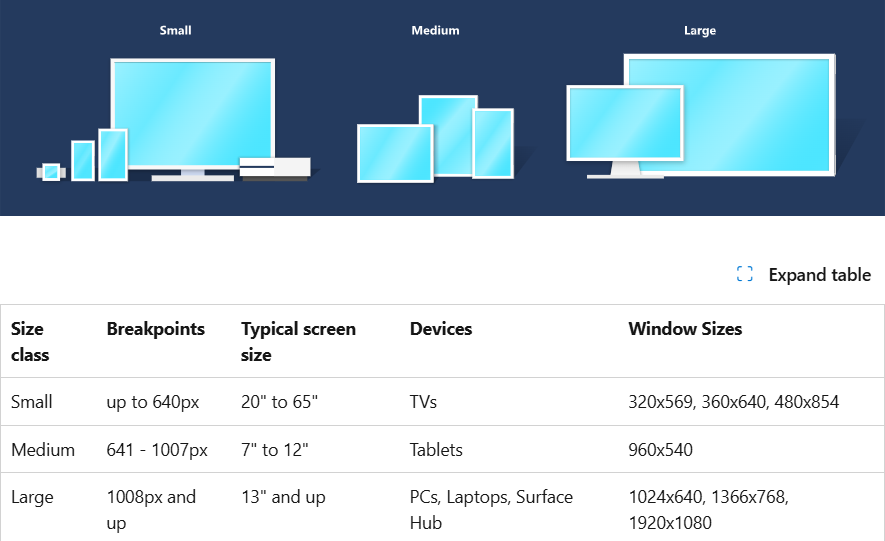 Small Medium Large
Expand table
Size class Breakpoints Typical screen size Devices Window Sizes
Small up to 640px 20" to 65" TVs 320x569, 360x640, 480x854
Medium 641 - 1007px 7" to 12" Tablets 960x540
Large 1008px and up 13" and up PCs, Laptops, Surface Hub 1024x640, 1366x768, 1920x1080